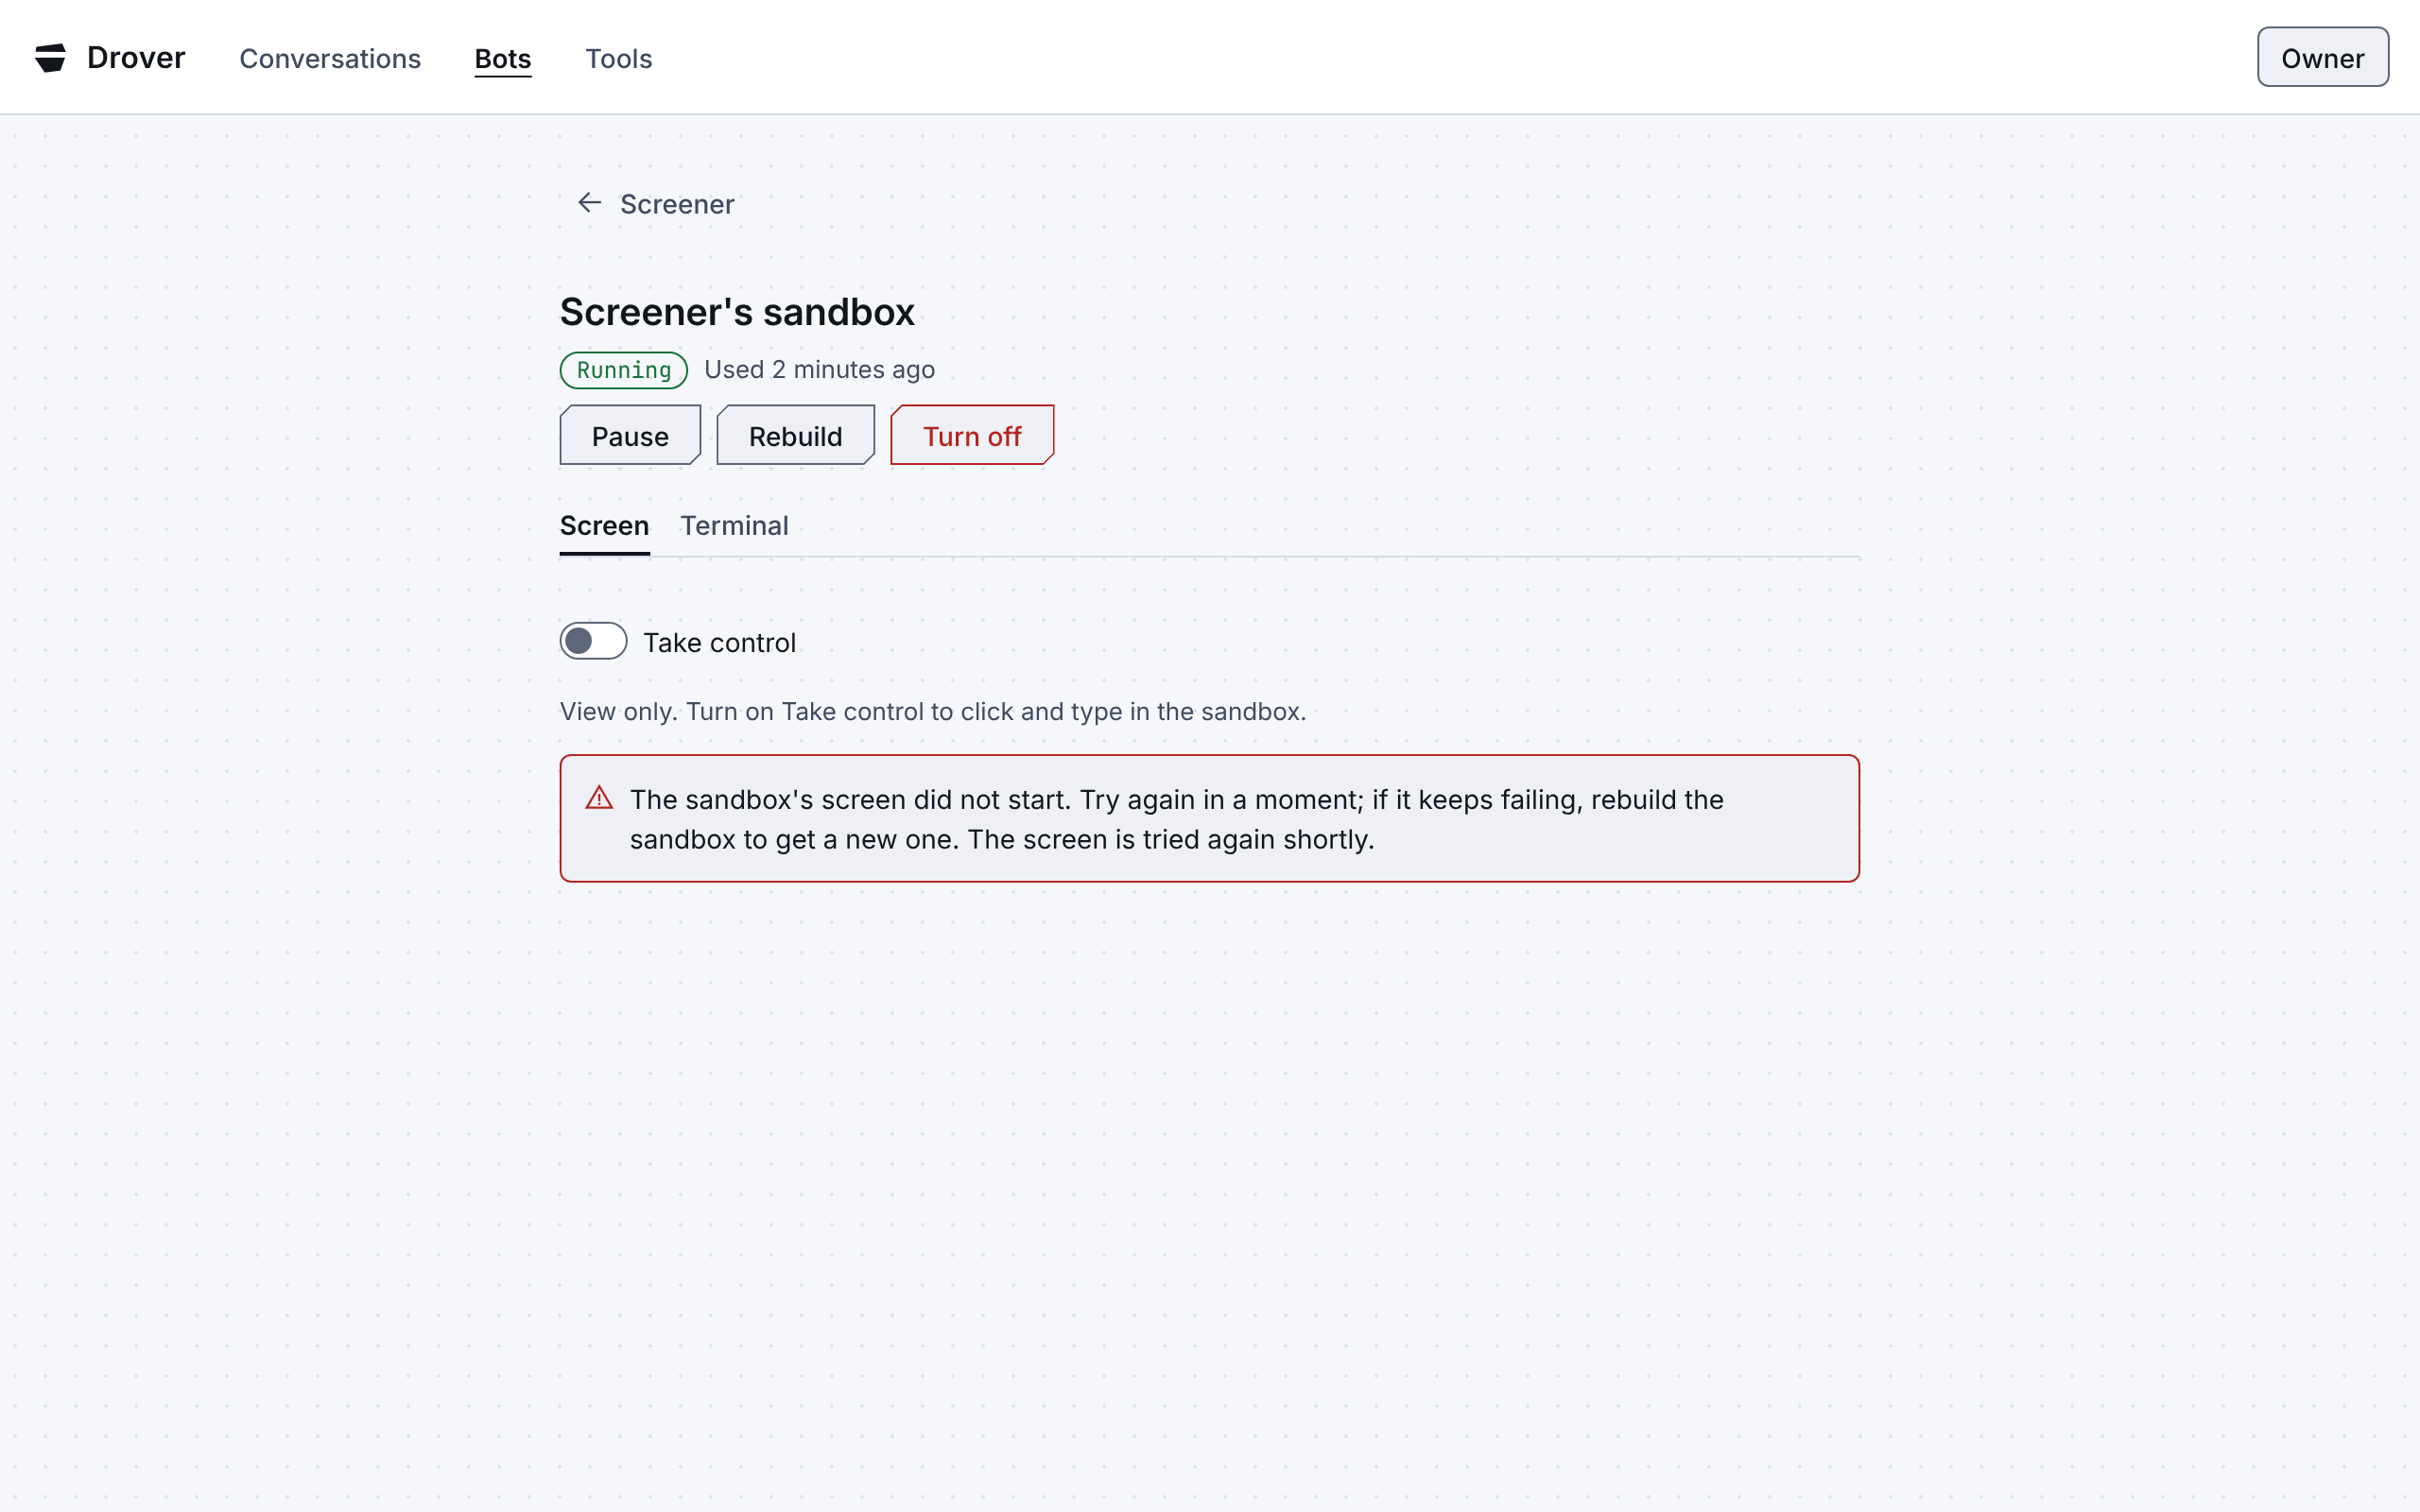 Drover
Conversations
Bots
Tools
Owner
Screener
Screener's sandbox
Running
Used 2 minutes ago
Pause
Rebuild
Turn off
Screen
Terminal
Take control
View only. Turn on Take control to click and type in the sandbox.
The sandbox's screen did not start. Try again in a moment; if it keeps failing, rebuild the
sandbox to get a new one. The screen is tried again shortly.